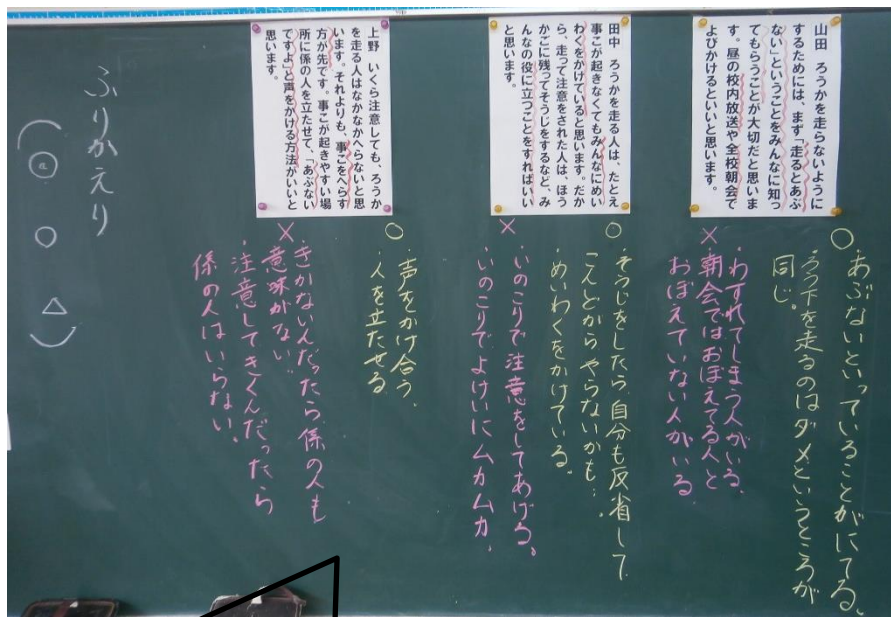 山田 ろうかを走らないように
するためには、まず「走るとあぶ
ない」ということをみんなに知っ
てもらうことが大切だと思いま
す。昼の校内放送や全校朝会で
よびかけるといいと思います。
○
・あぶないといっていることがにてる。
・ろう下を走るのはダメというところが
同じ。
×
・わすれてしまう人がいる。
・朝会ではおぼえてる人と
おぼえていない人がいる
田中 ろうかを走る人は、たとえ
事こが起きなくてもみんなにめい
わくをかけていると思います。だか
ら、走って注意をされた人は、ほう
かごに残ってそうじをするなど、み
んなの役に立つことをすればいい
と思います。
○
・そうじをしたら、自分も反省して
こんどからやらないかも…。
・めいわくをかけている。
×
・いのこりで注意をしてあげる。
・いのこりでよけいにムカムカ。
上野 いくら注意しても、ろうか
を走る人はなかなかへらないと思
います。それよりも、事こをへらす
方が先です。事こが起きやすい場
所に係の人を立たせて、「あぶない
ですよ」と声をかける方法がいいと
思います。
○
・声をかけ合う。
・人を立たせる
×
・きかないんだったら係の人も
意味がない。
・注意してきくんだったら
係の人はいらない。
ふりかえり
(◎ ○ △)